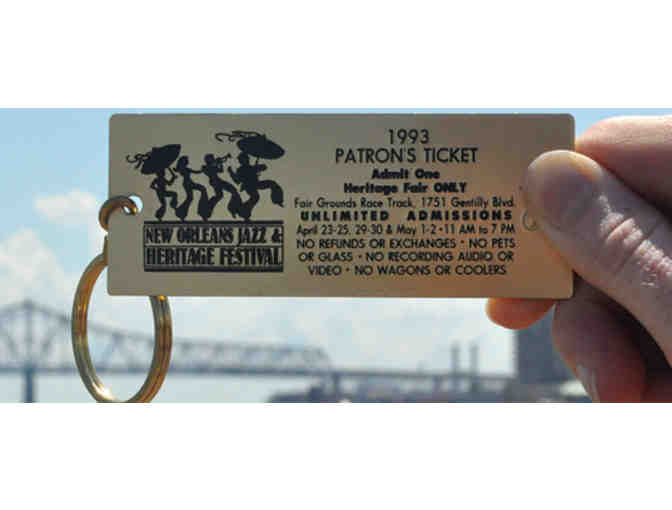 NEW ORLEANS JAZZ &
HERITAGE FESTIVAL
1993
PATRON'S TICKET
Admit One
Heritage Fair ONLY
Fair Grounds Race Track, 1751 Gentilly Blvd.
UNLIMITED ADMISSIONS
April 23-25, 29-30 & May 1-2 • 11 AM to 7 PM
NO REFUNDS OR EXCHANGES • NO PETS
OR GLASS • NO RECORDING AUDIO OR
VIDEO • NO WAGONS OR COOLERS